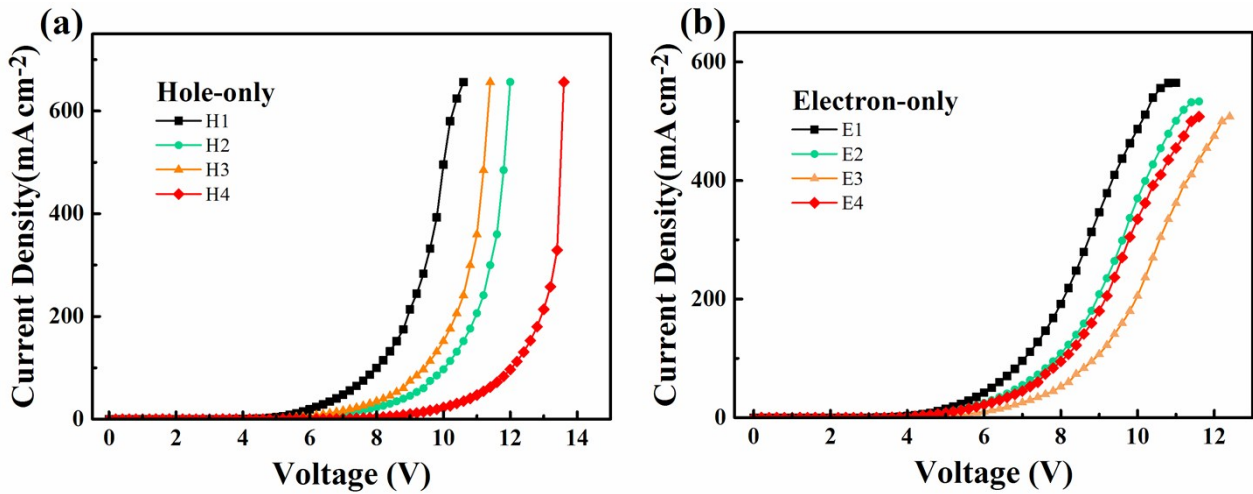 (a)
Current Density(mA cm-2)
600
400
200
0
Hole-only
H1
H2
H3
H4
0 2 4 6 8 10 12 14
Voltage (V)
(b)
Current Density(mA cm-2)
600
400
200
0
Electron-only
E1
E2
E3
E4
0 2 4 6 8 10 12
Voltage (V)